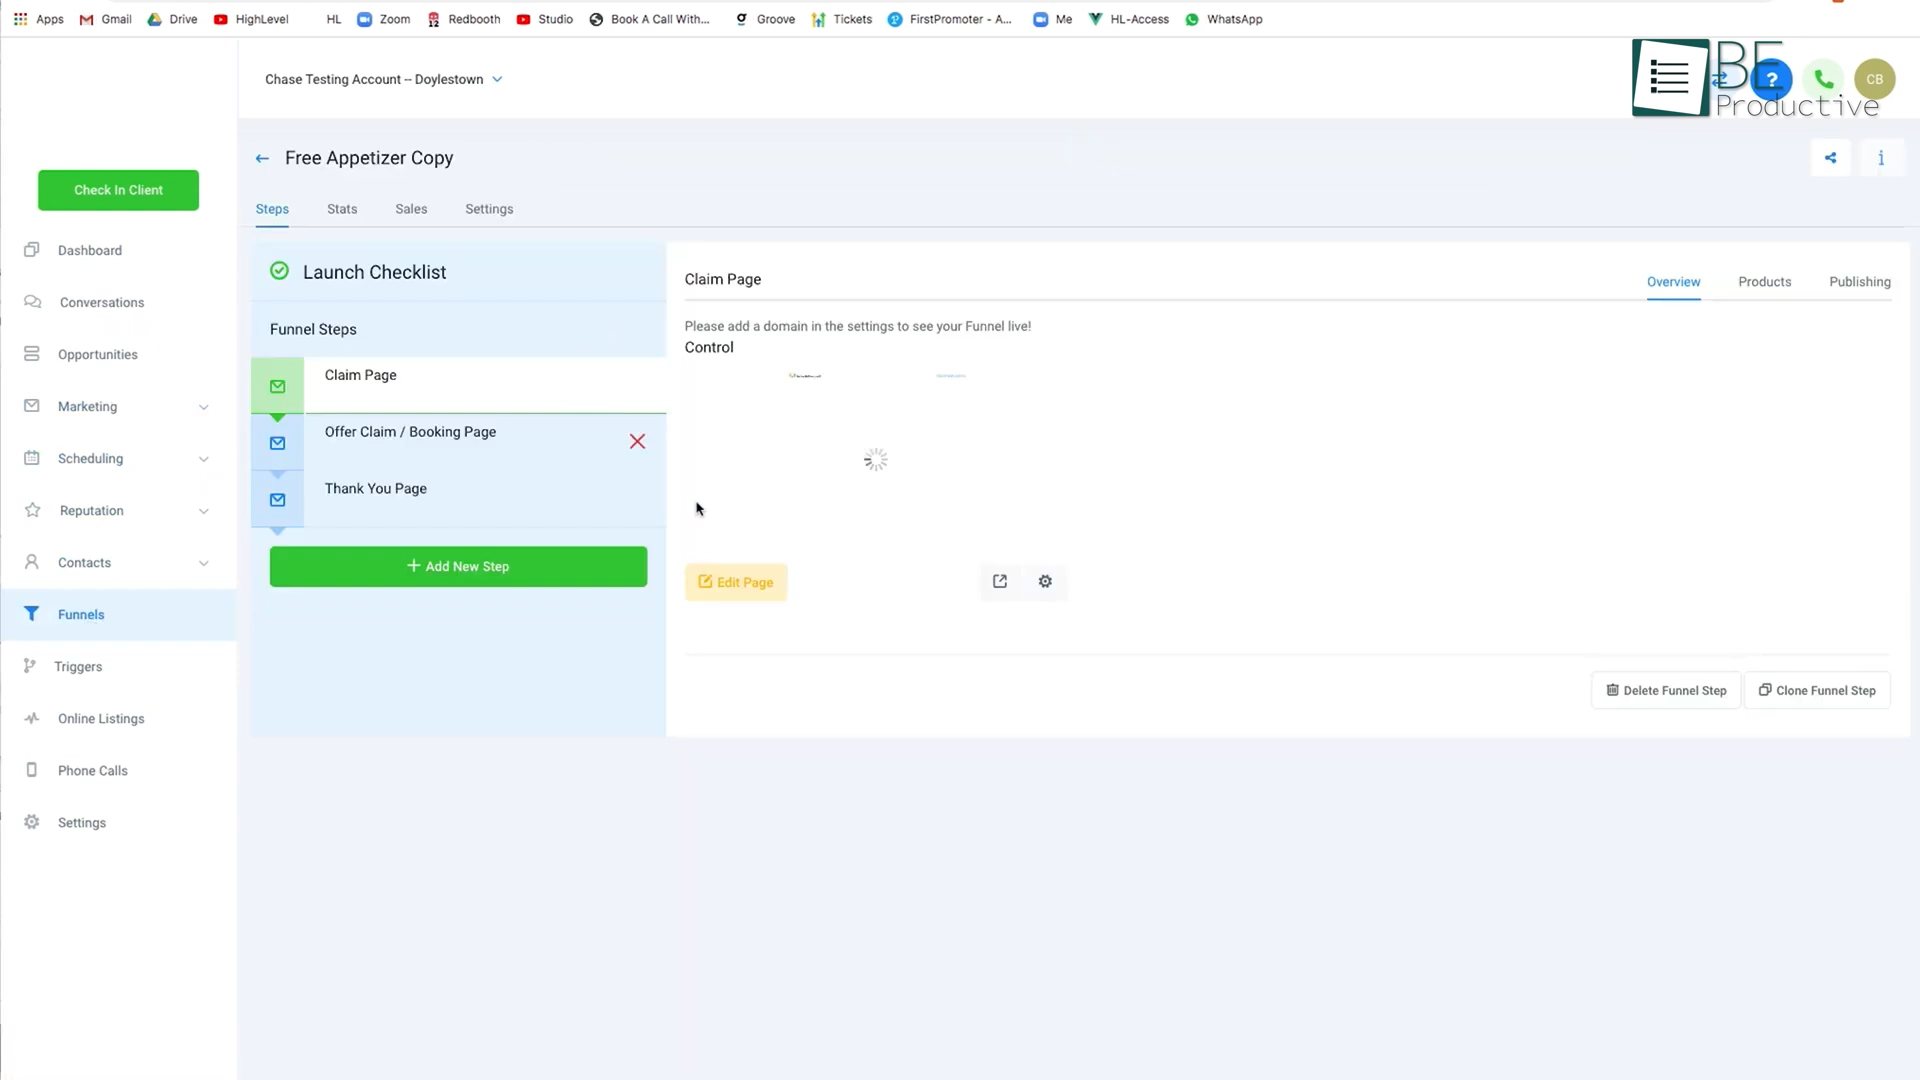 Apps Gmail Drive HighLevel HL Zoom Redbooth Studio Book A Call With... Groove Tickets FirstPromoter - A... Me HL-Access WhatsApp
Chase Testing Account -- Doylestown
BE
Productive
?
CB
Free Appetizer Copy
Check In Client
Steps Stats Sales Settings
Dashboard
Launch Checklist
Claim Page
Overview Products Publishing
Conversations
Funnel Steps
Please add a domain in the settings to see your Funnel live!
Control
Opportunities
Claim Page
Marketing
Offer Claim / Booking Page
Scheduling
Thank You Page
Reputation
Contacts
+ Add New Step
Edit Page
Funnels
Triggers
Delete Funnel Step
Clone Funnel Step
Online Listings
Phone Calls
Settings